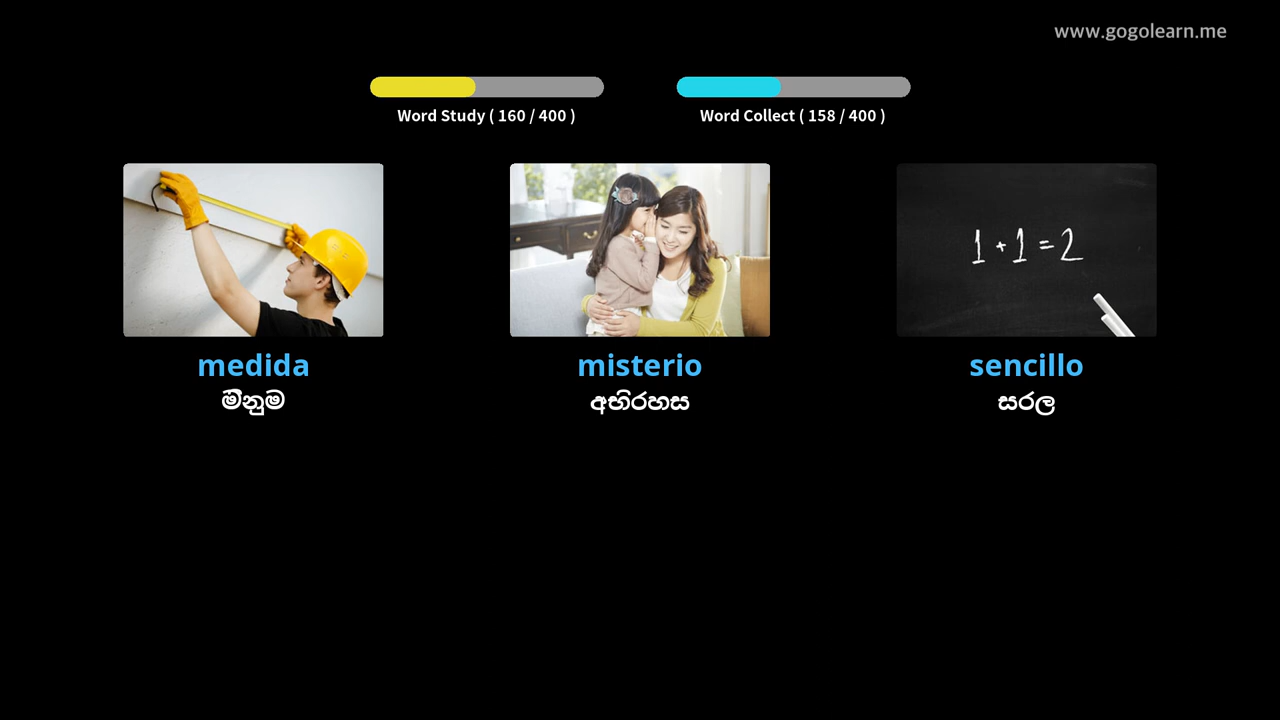 www.gogolearn.me
Word Study ( 160 / 400 )
Word Collect ( 158 / 400 )
1 + 1 = 2
medida
misterio
sencillo
මිනුම
අභිරහස
සරල